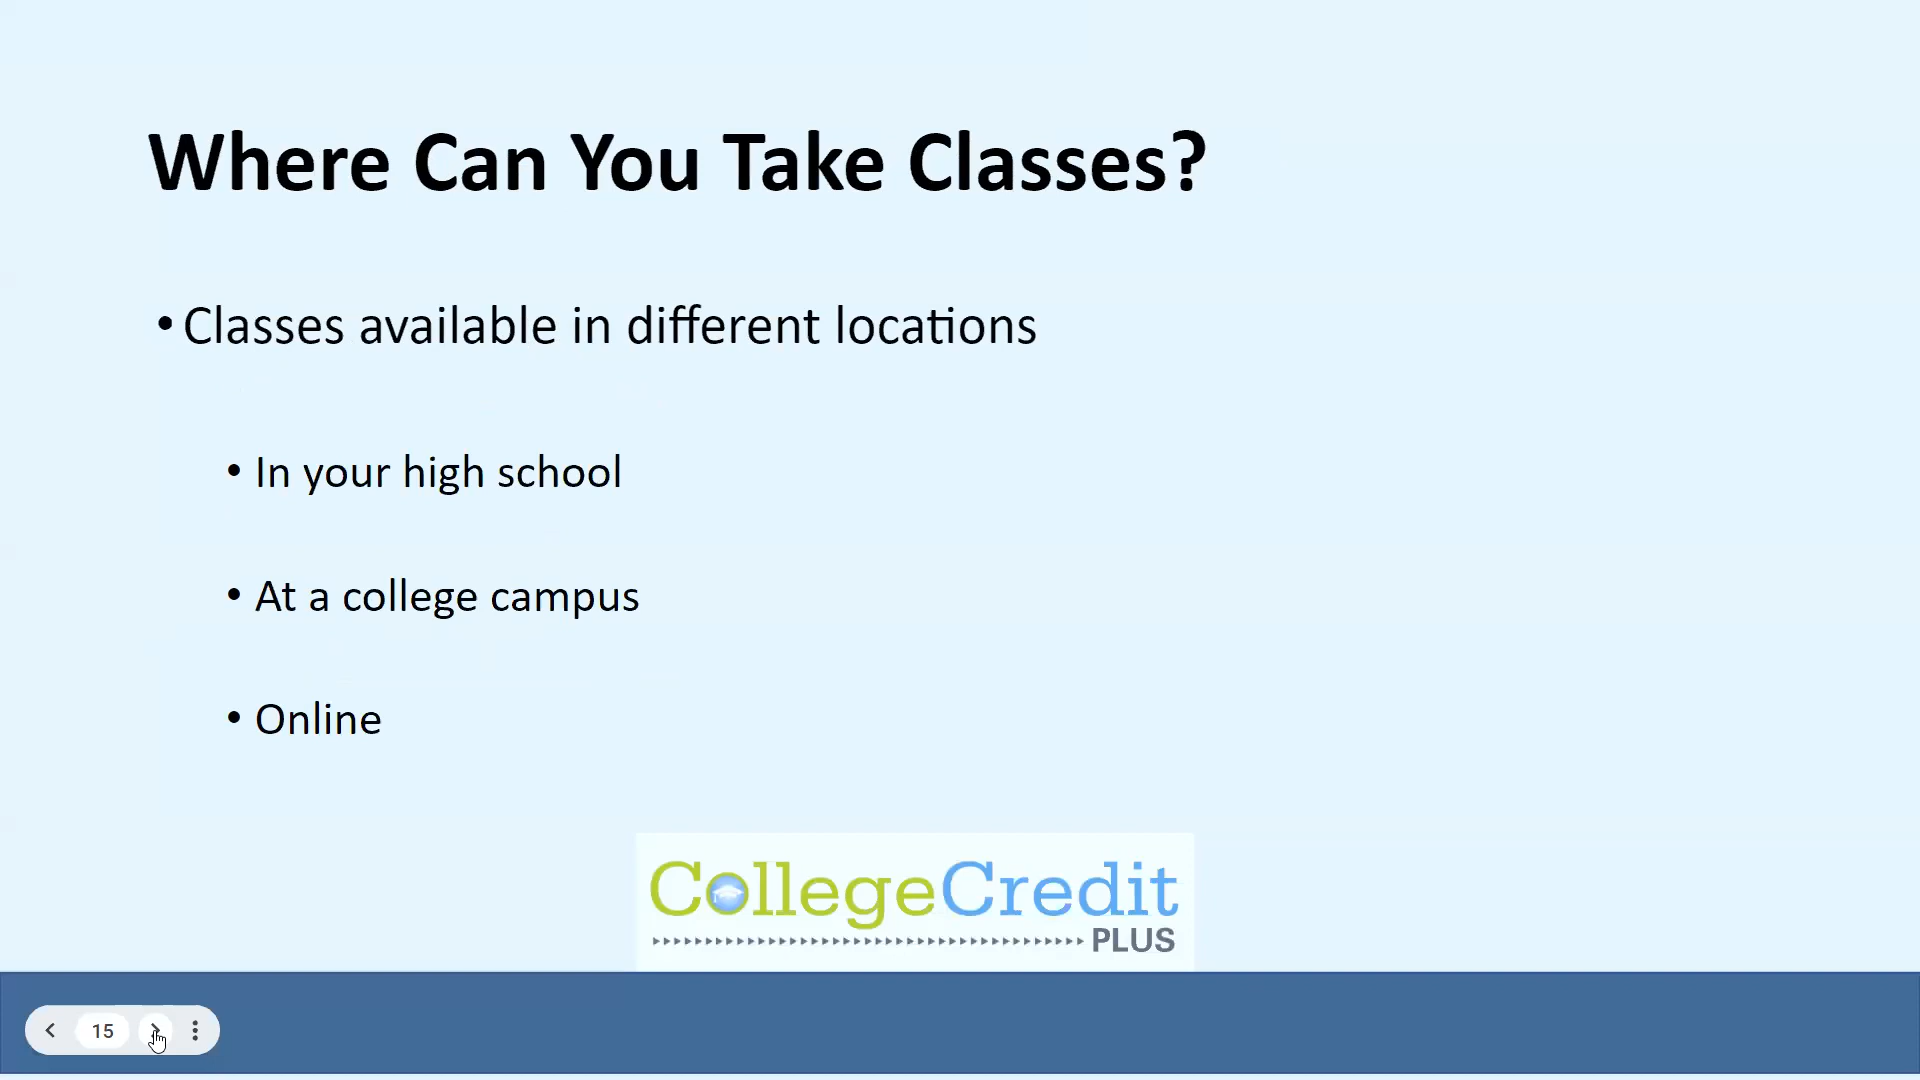 Where Can You Take Classes?
• Classes available in different locations
• In your high school
• At a college campus
• Online
CollegeCredit
PLUS
15